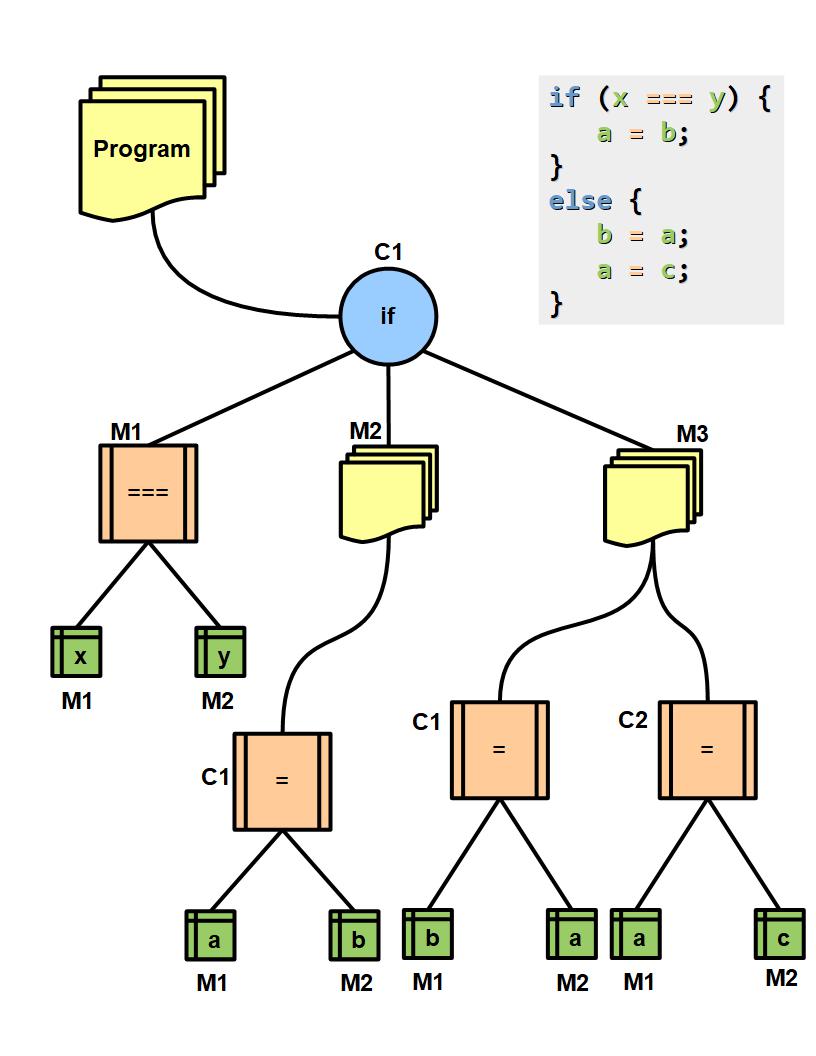 Program
if (x === y) {
a = b;
}
else {
b = a;
a = c;
}
C1
if
M1
M2
M3
===
x
y
M1
M2
C1
=
C1
=
C2
=
a
b
b
a
a
c
M1
M2
M1
M2
M1
M2